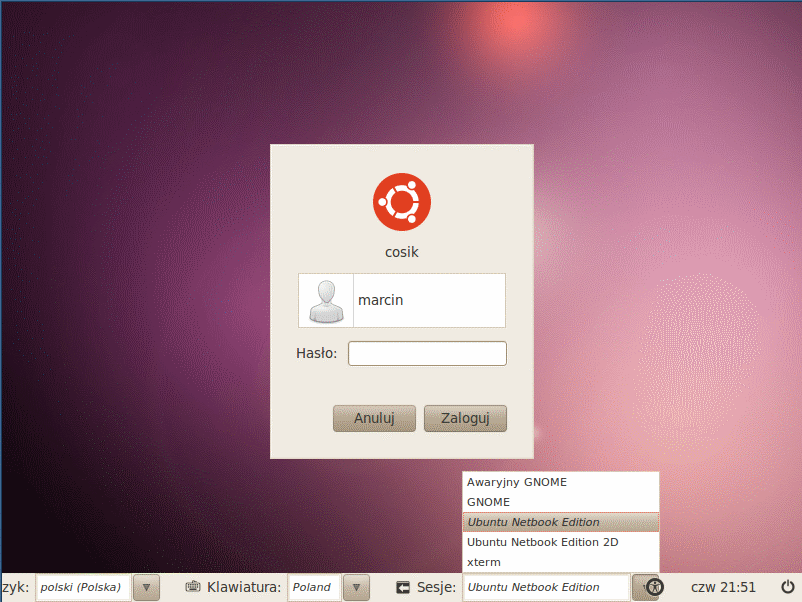 cosik
marcin
Hasło:
Anuluj Zaloguj
Awaryjny GNOME
GNOME
Ubuntu Netbook Edition
Ubuntu Netbook Edition 2D
xterm
zyk: polski (Polska) Klawiatura: Poland Sesje: Ubuntu Netbook Edition czw 21:51